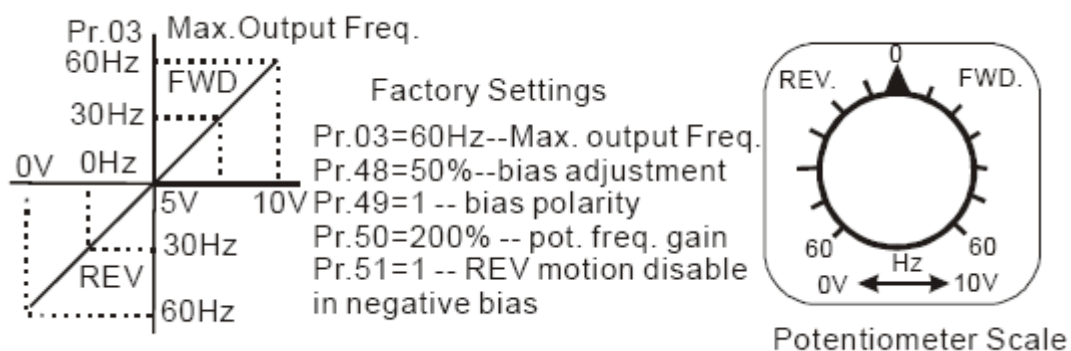 Pr.03 Max.Output Freq.
60Hz
FWD
30Hz
0V 0Hz
5V 10V
30Hz
REV
60Hz
Factory Settings
Pr.03=60Hz--Max. output Freq.
Pr.48=50%--bias adjustment
Pr.49=1 -- bias polarity
Pr.50=200% -- pot. freq. gain
Pr.51=1 -- REV motion disable
in negative bias
0
REV. FWD.
60 60
Hz
0V 10V
Potentiometer Scale